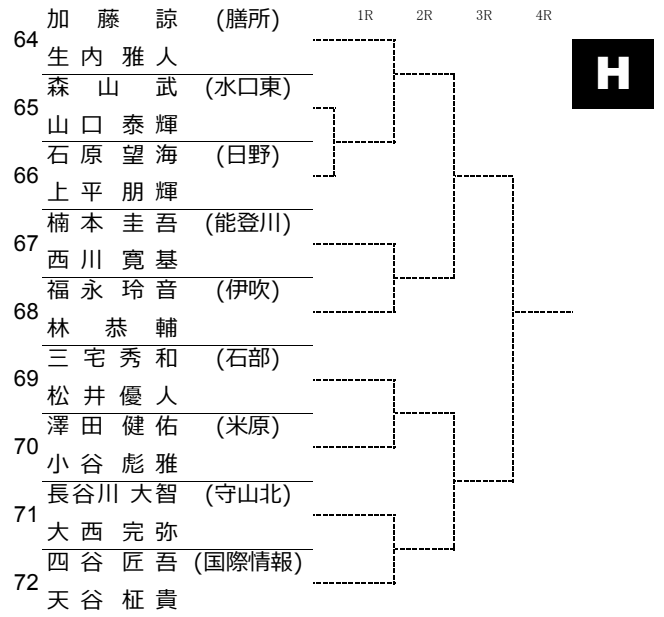 1R 2R 3R 4R
H
64 加藤 諒 (膳所)
生内雅人
65 森山 武 (水口東)
山口泰輝
66 石原望海 (日野)
上平朋輝
67 楠本圭吾 (能登川)
西川寛基
68 福永玲音 (伊吹)
林 恭輔
69 三宅秀和 (石部)
松井優人
70 澤田健佑 (米原)
小谷彪雅
71 長谷川大智 (守山北)
大西完弥
72 四谷匠吾 (国際情報)
天谷柾貴